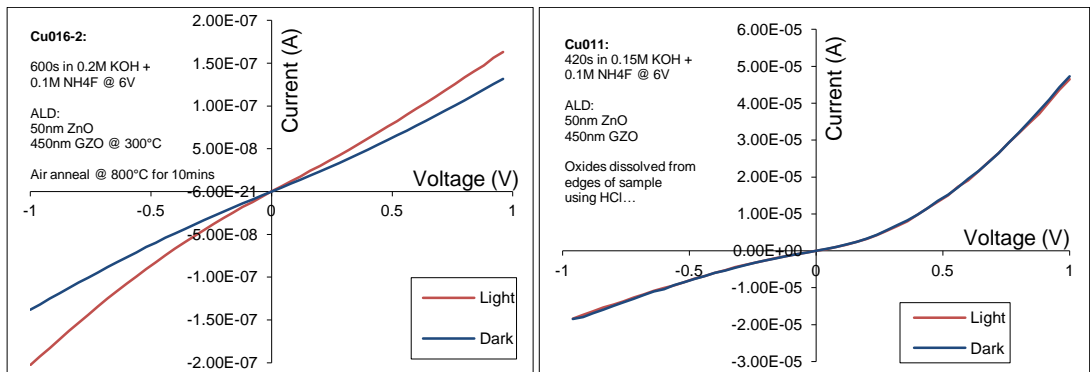 2.00E-07
1.50E-07
1.00E-07
5.00E-08
-6.00E-21
-5.00E-08
-1.00E-07
-1.50E-07
-2.00E-07
Current (A)
Cu016-2:
600s in 0.2M KOH +
0.1M NH4F @ 6V
ALD:
50nm ZnO
450nm GZO @ 300°C
Air anneal @ 800°C for 10mins
Voltage (V)
-1
-0.5
0
0.5
1
Light
Dark
6.00E-05
5.00E-05
4.00E-05
3.00E-05
2.00E-05
1.00E-05
0.00E+00
-1.00E-05
-2.00E-05
-3.00E-05
Current (A)
Cu011:
420s in 0.15M KOH +
0.1M NH4F @ 6V
ALD:
50nm ZnO
450nm GZO
Oxides dissolved from
edges of sample
using HCl…
Voltage (V)
-1
-0.5
0
0.5
1
Light
Dark